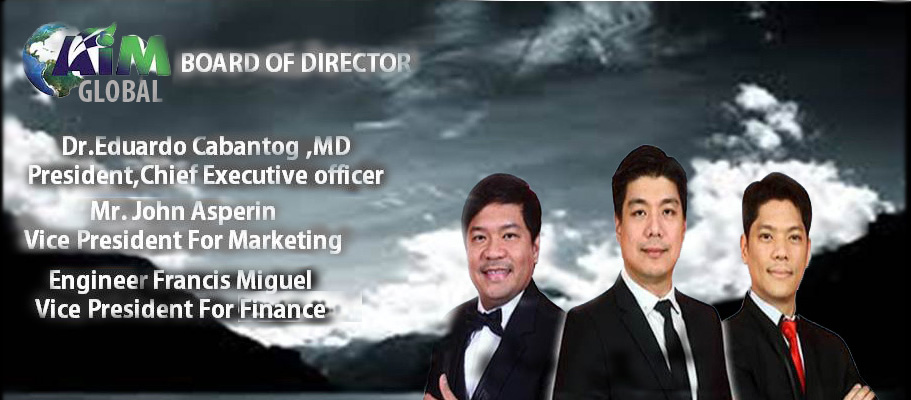 AIM
GLOBAL
BOARD OF DIRECTOR
Dr.Eduardo Cabantog ,MD
President,Chief Executive officer
Mr. John Asperin
Vice President For Marketing
Engineer Francis Miguel
Vice President For Finance